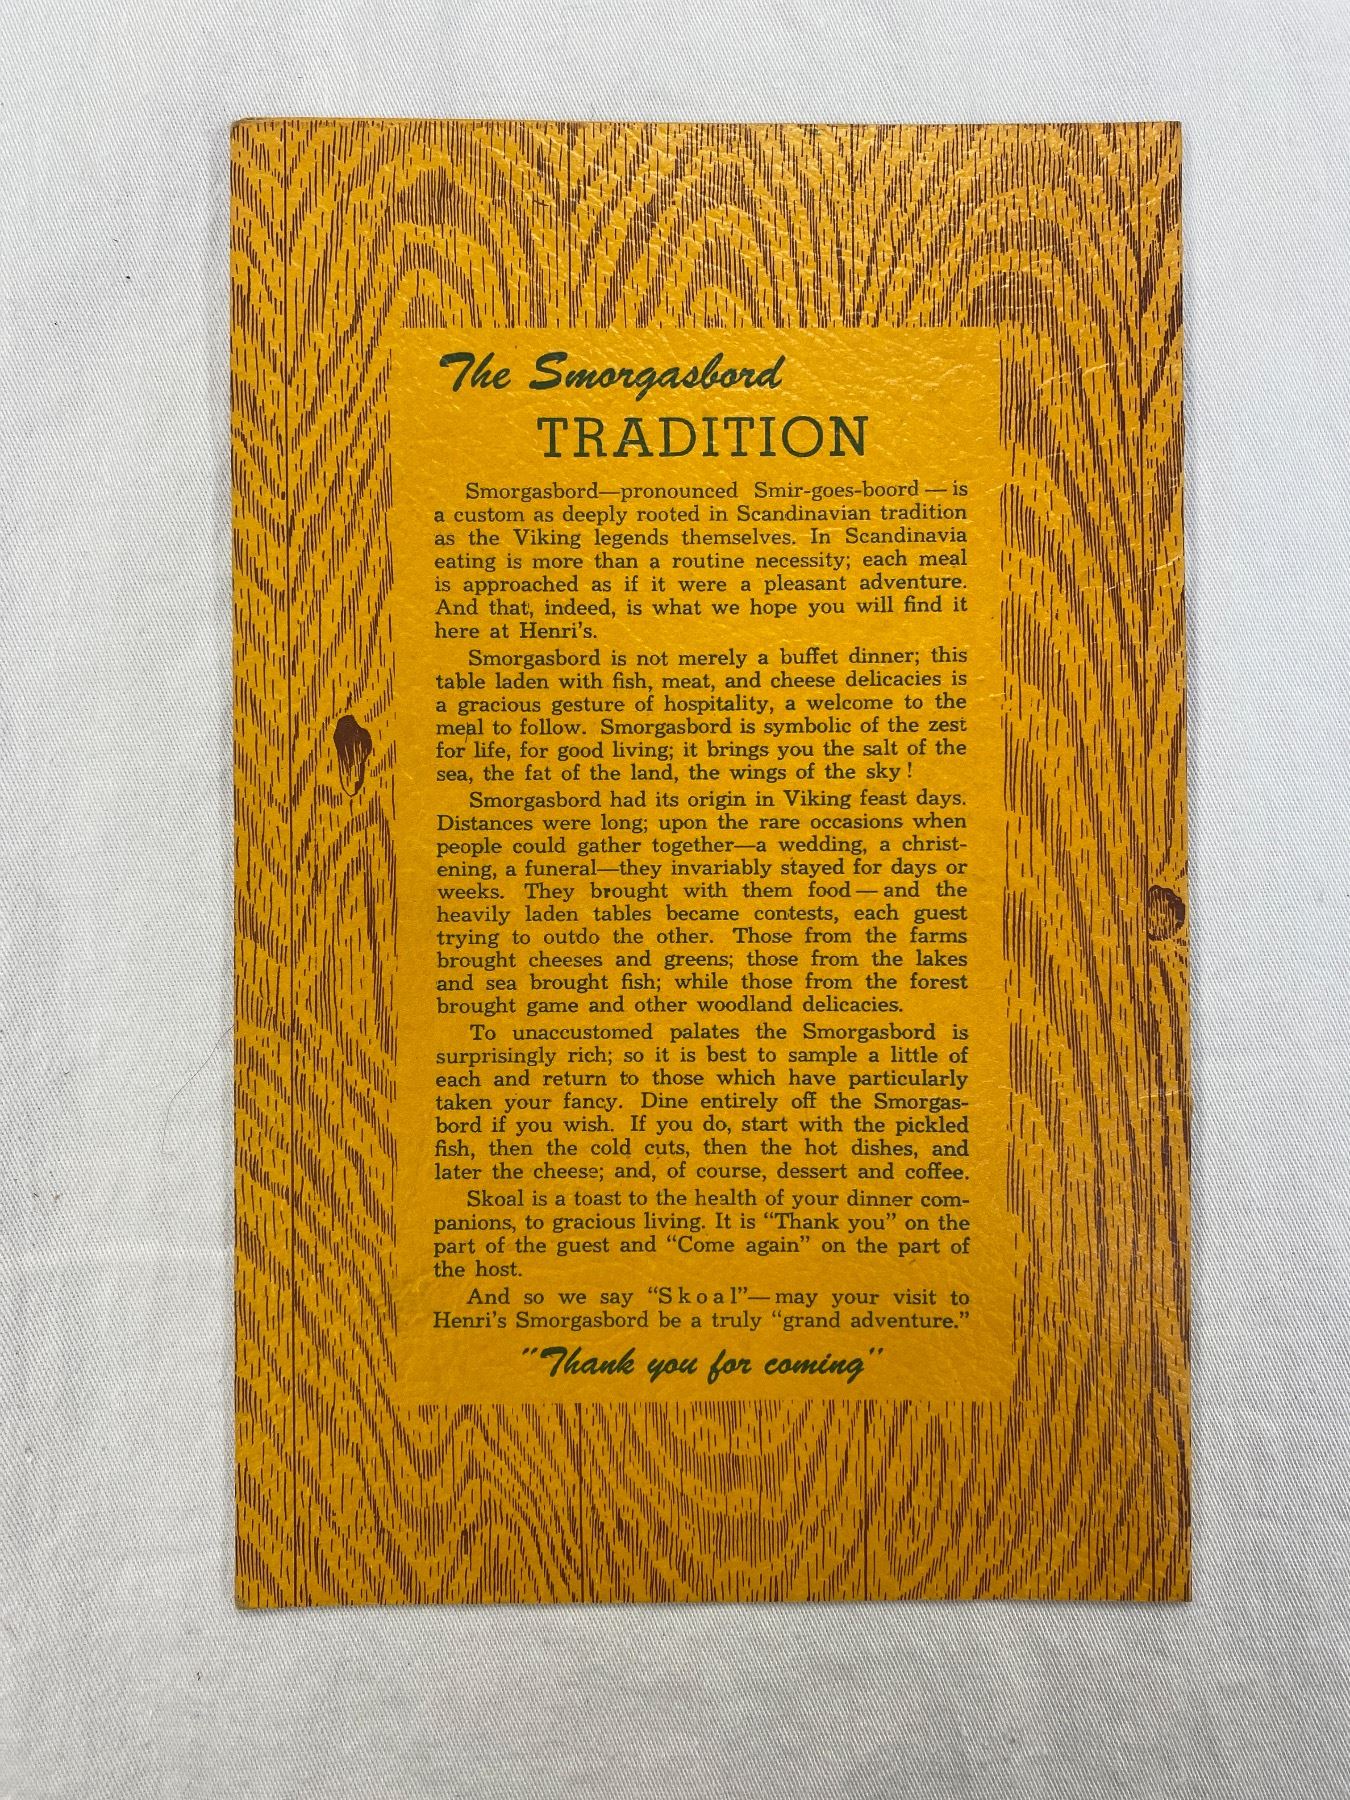 The Smorgasbord
TRADITION
Smorgasbord—pronounced Smir-goes-boord — is
a custom as deeply rooted in Scandinavian tradition
as the Viking legends themselves. In Scandinavia
eating is more than a routine necessity; each meal
is approached as if it were a pleasant adventure.
And that, indeed, is what we hope you will find it
here at Henri's.
Smorgasbord is not merely a buffet dinner; this
table laden with fish, meat, and cheese delicacies is
a gracious gesture of hospitality, a welcome to the
meal to follow. Smorgasbord is symbolic of the zest
for life, for good living; it brings you the salt of the
sea, the fat of the land, the wings of the sky !
Smorgasbord had its origin in Viking feast days.
Distances were long; upon the rare occasions when
people could gather together—a wedding, a christ-
ening, a funeral—they invariably stayed for days or
weeks. They brought with them food — and the
heavily laden tables became contests, each guest
trying to outdo the other. Those from the farms
brought cheeses and greens; those from the lakes
and sea brought fish; while those from the forest
brought game and other woodland delicacies.
To unaccustomed palates the Smorgasbord is
surprisingly rich; so it is best to sample a little of
each and return to those which have particularly
taken your fancy. Dine entirely off the Smorgas-
bord if you wish. If you do, start with the pickled
fish, then the cold cuts, then the hot dishes, and
later the cheese; and, of course, dessert and coffee.
Skoal is a toast to the health of your dinner com-
panions, to gracious living. It is “Thank you” on the
part of the guest and “Come again” on the part of
the host.
And so we say “S k o a l”— may your visit to
Henri's Smorgasbord be a truly “grand adventure.”
"Thank you for coming"